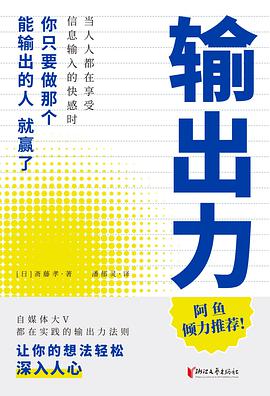 输出力
当人人都在享受
信息输入的快感时
你只要做那个
能输出的人 就赢了
[日]斋藤孝·著
潘郁灵·译
阿鱼
倾力推荐!
自媒体大V
都在实践的输出力法则
让你的想法轻松
深入人心
浙江文艺出版社